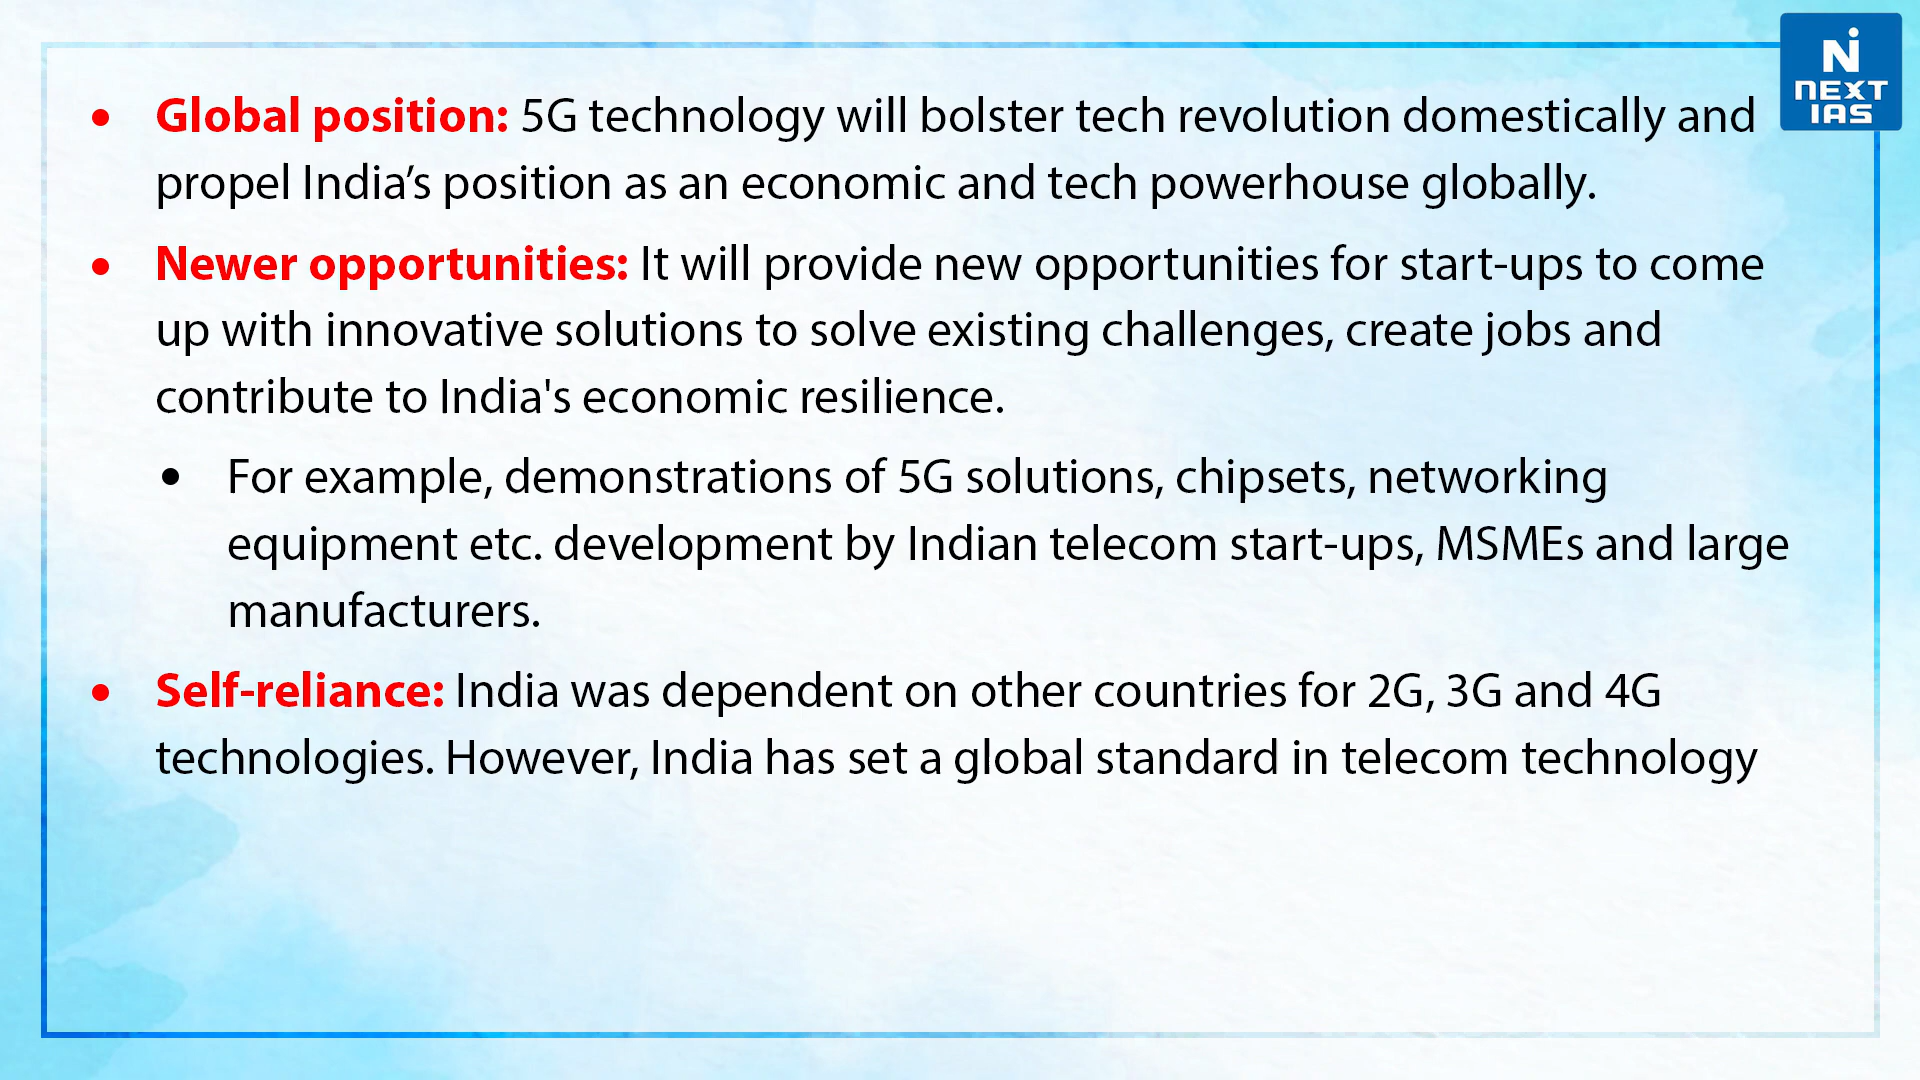 • Global position: 5G technology will bolster tech revolution domestically and
propel India’s position as an economic and tech powerhouse globally.
• Newer opportunities: It will provide new opportunities for start-ups to come
up with innovative solutions to solve existing challenges, create jobs and
contribute to India's economic resilience.
• For example, demonstrations of 5G solutions, chipsets, networking
equipment etc. development by Indian telecom start-ups, MSMEs and large
manufacturers.
• Self-reliance: India was dependent on other countries for 2G, 3G and 4G
technologies. However, India has set a global standard in telecom technology
N
NEXT
IAS